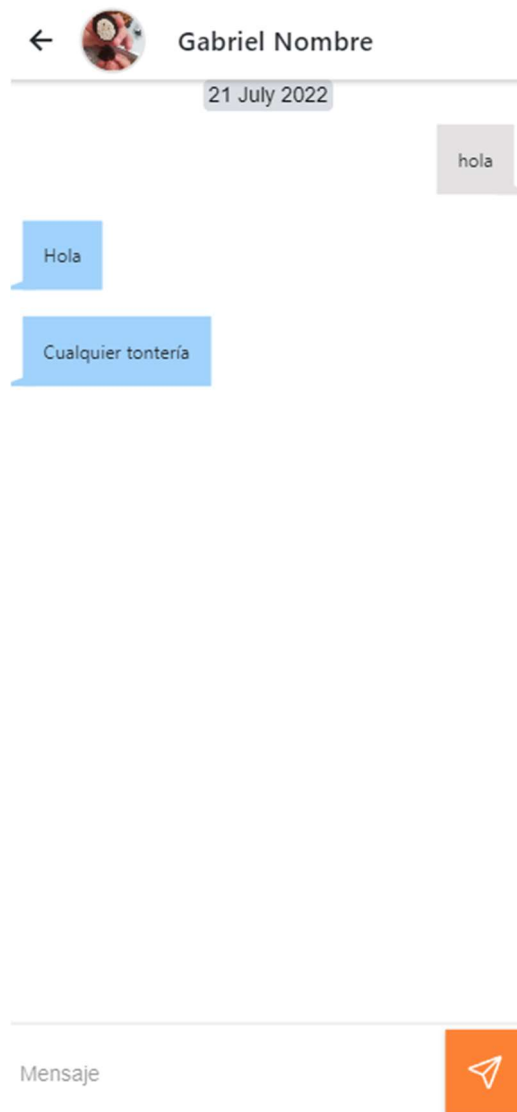 Gabriel Nombre
21 July 2022
hola
Hola
Cualquier tontería
Mensaje